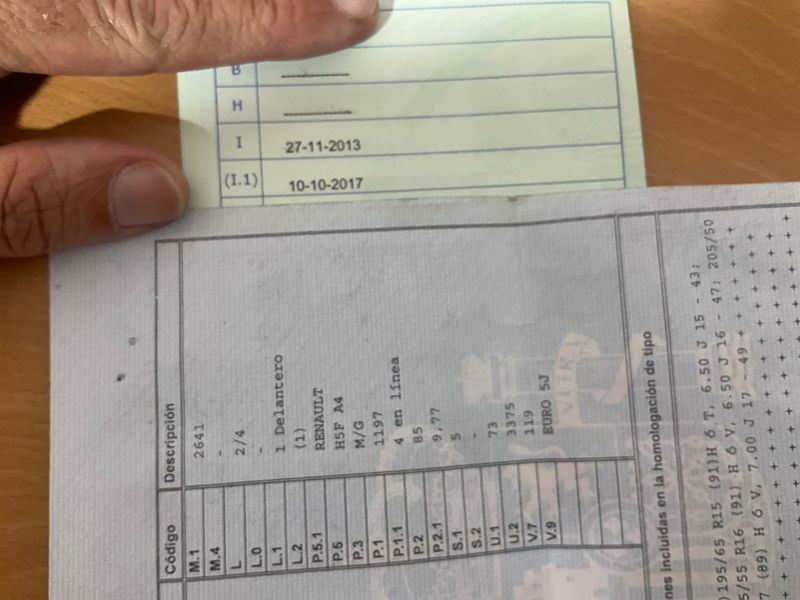 B ----------
H ----------
I 27-11-2013
(I.1) 10-10-2017
Código Descripción
M.1 2641
M.4 -
L 2/4
L.0 -
L.1 1 Delantero
L.2 (1)
P.5.1 RENAULT
P.5 H5F A4
P.3 M/G
P.1 1197
P.1.1 4 en línea
P.2 85
P.2.1 9,77
S.1 5
S.2 -
U.1 73
U.2 3375
V.7 119
V.9 EURO 5J
nes incluidas en la homologación de tipo
)195/65 R15 (91)H ó T, 6.50 J 15 - 43;
5/55 R16 (91) H ó V, 6.50 J 16 - 47; 205/50
7 (89) H ó V, 7.00 J 17 - 49 + + + + + + +